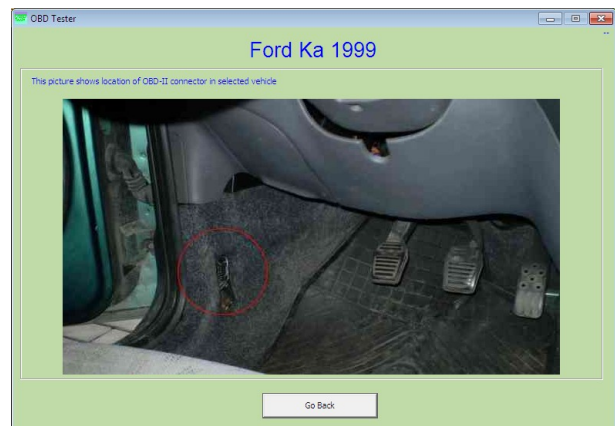 OBD Tester
Ford Ka 1999
This picture shows location of OBD-II connector in selected vehicle
Go Back